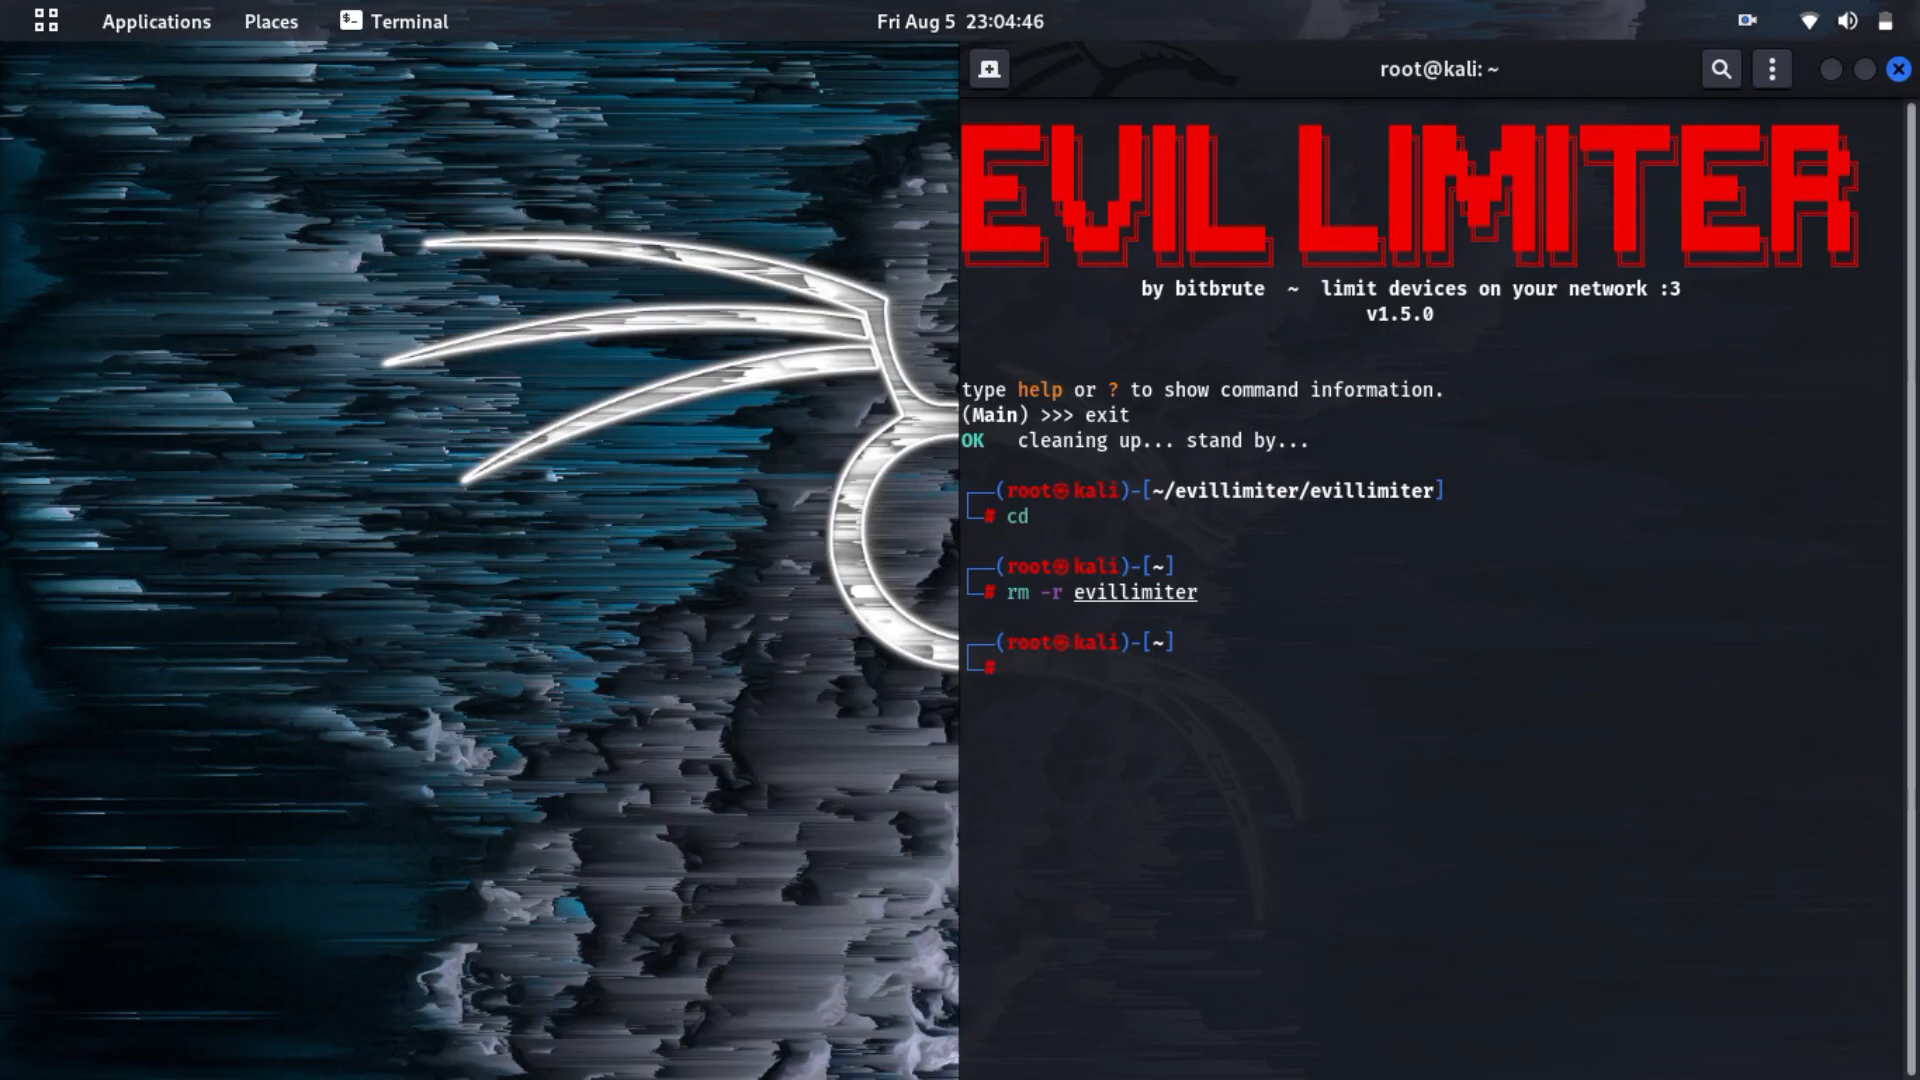 Applications Places Terminal Fri Aug 5 23:04:46
root@kali: ~
EVIL LIMITER
by bitbrute ~ limit devices on your network :3
v1.5.0
type help or ? to show command information.
(Main) >>> exit
OK cleaning up... stand by...
┌──(root㉿kali)-[~/evillimiter/evillimiter]
└─# cd
┌──(root㉿kali)-[~]
└─# rm -r evillimiter
┌──(root㉿kali)-[~]
└─#